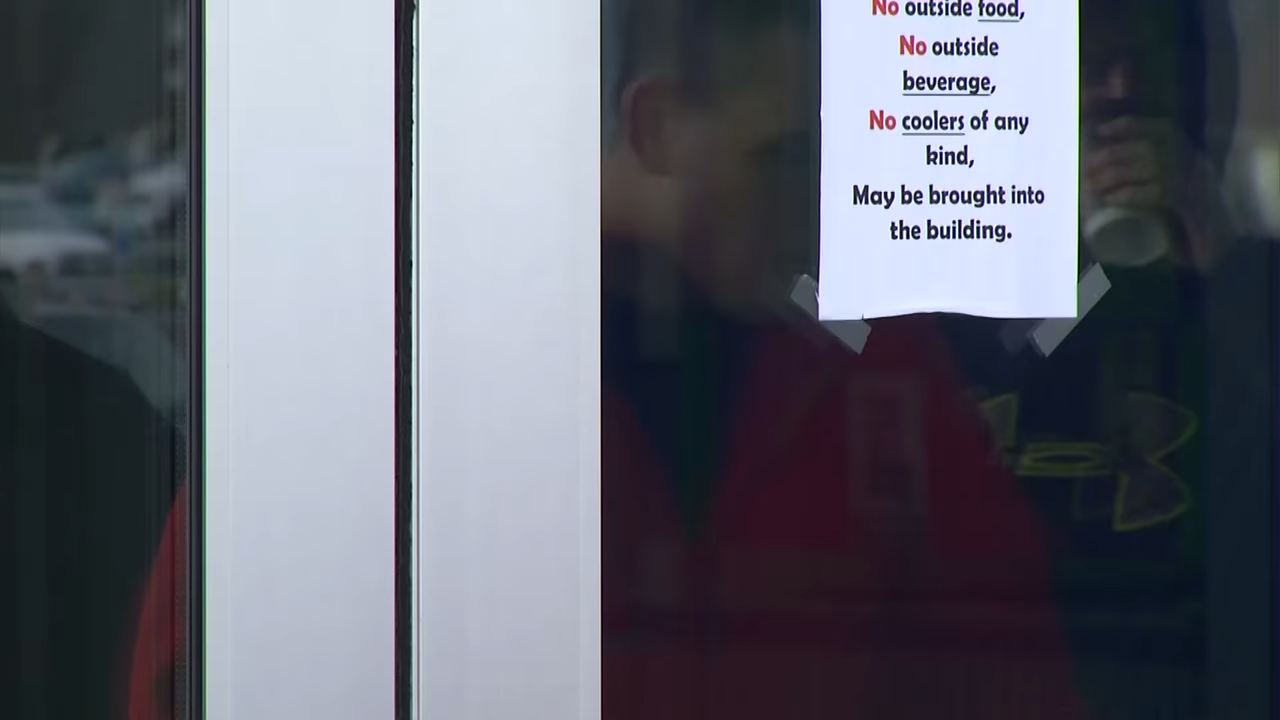 No outside food,
No outside
beverage,
No coolers of any
kind,
May be brought into
the building.